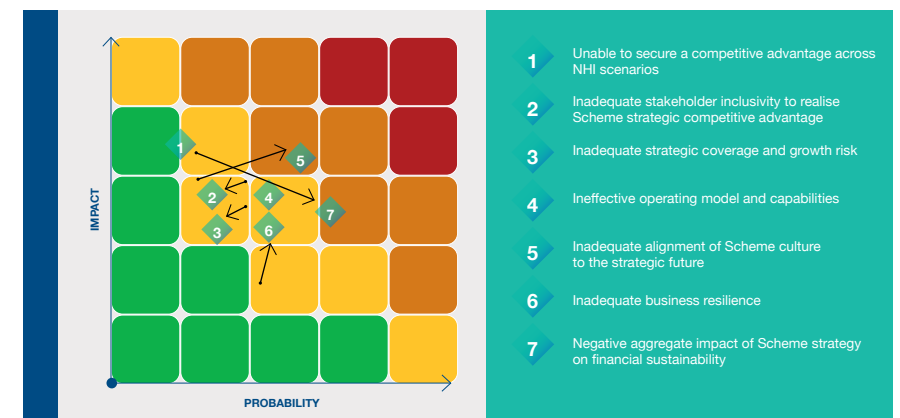 IMPACT
1
5
2
4
7
3
6
PROBABILITY
1
Unable to secure a competitive advantage across
NHI scenarios
2
Inadequate stakeholder inclusivity to realise
Scheme strategic competitive advantage
3
Inadequate strategic coverage and growth risk
4
Ineffective operating model and capabilities
5
Inadequate alignment of Scheme culture
to the strategic future
6
Inadequate business resilience
7
Negative aggregate impact of Scheme strategy
on financial sustainability